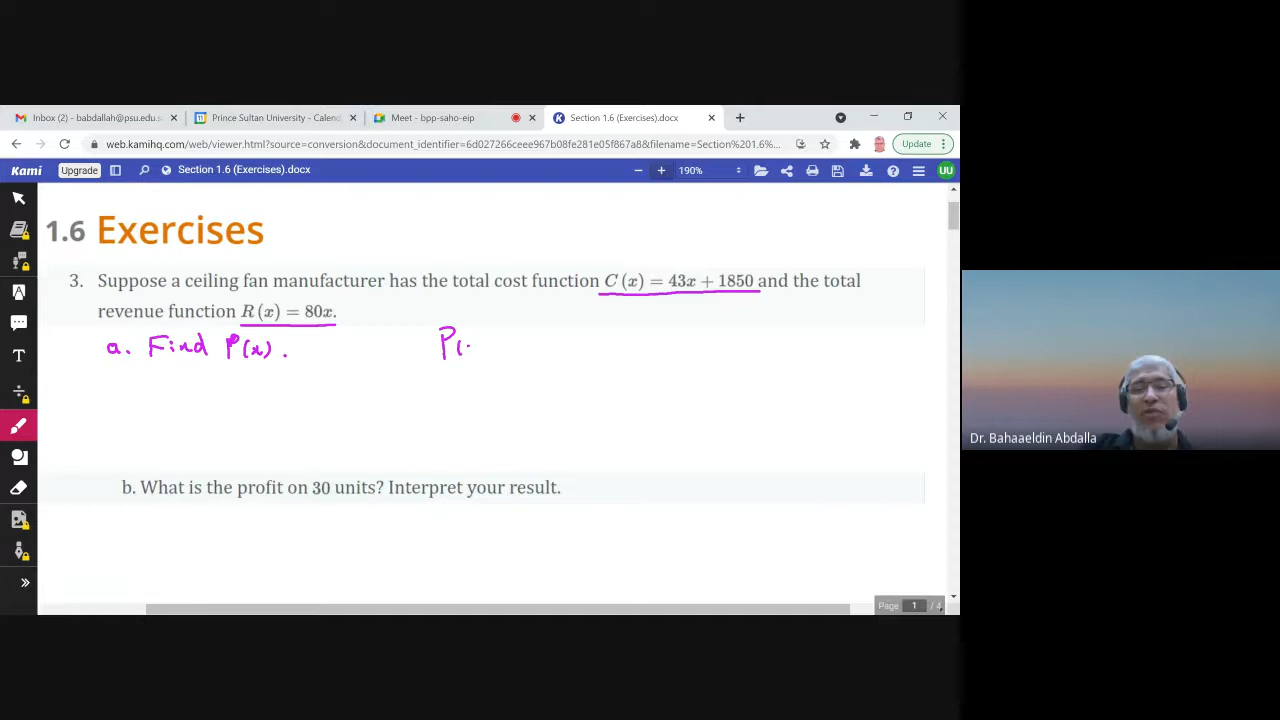 Inbox (2) - babdallah@psu.edu.s
Prince Sultan University - Calend
Meet - bpp-saho-eip
Section 1.6 (Exercises).docx
web.kamihq.com/web/viewer.html?source=conversion&document_identifier=6d027266ceee967b08fe281e05f867a8&filename=Section%201.6%...
Update
Kami
Upgrade
Section 1.6 (Exercises).docx
190%
UU
1.6 Exercises
3. Suppose a ceiling fan manufacturer has the total cost function C (x) = 43x + 1850 and the total
revenue function R (x) = 80x.
a. Find P(x). P(
b. What is the profit on 30 units? Interpret your result.
Page 1 / 4
Dr. Bahaaeldin Abdalla